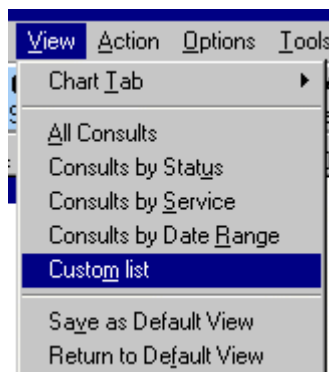 View Action Options Tools
Chart Tab
All Consults
Consults by Status
Consults by Service
Consults by Date Range
Custom list
Save as Default View
Return to Default View